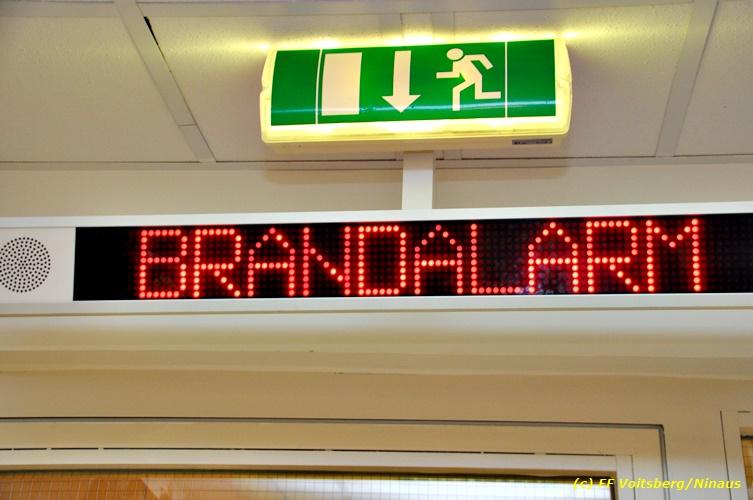 BRANDALARM
(c) FF Voitsberg/Ninaus